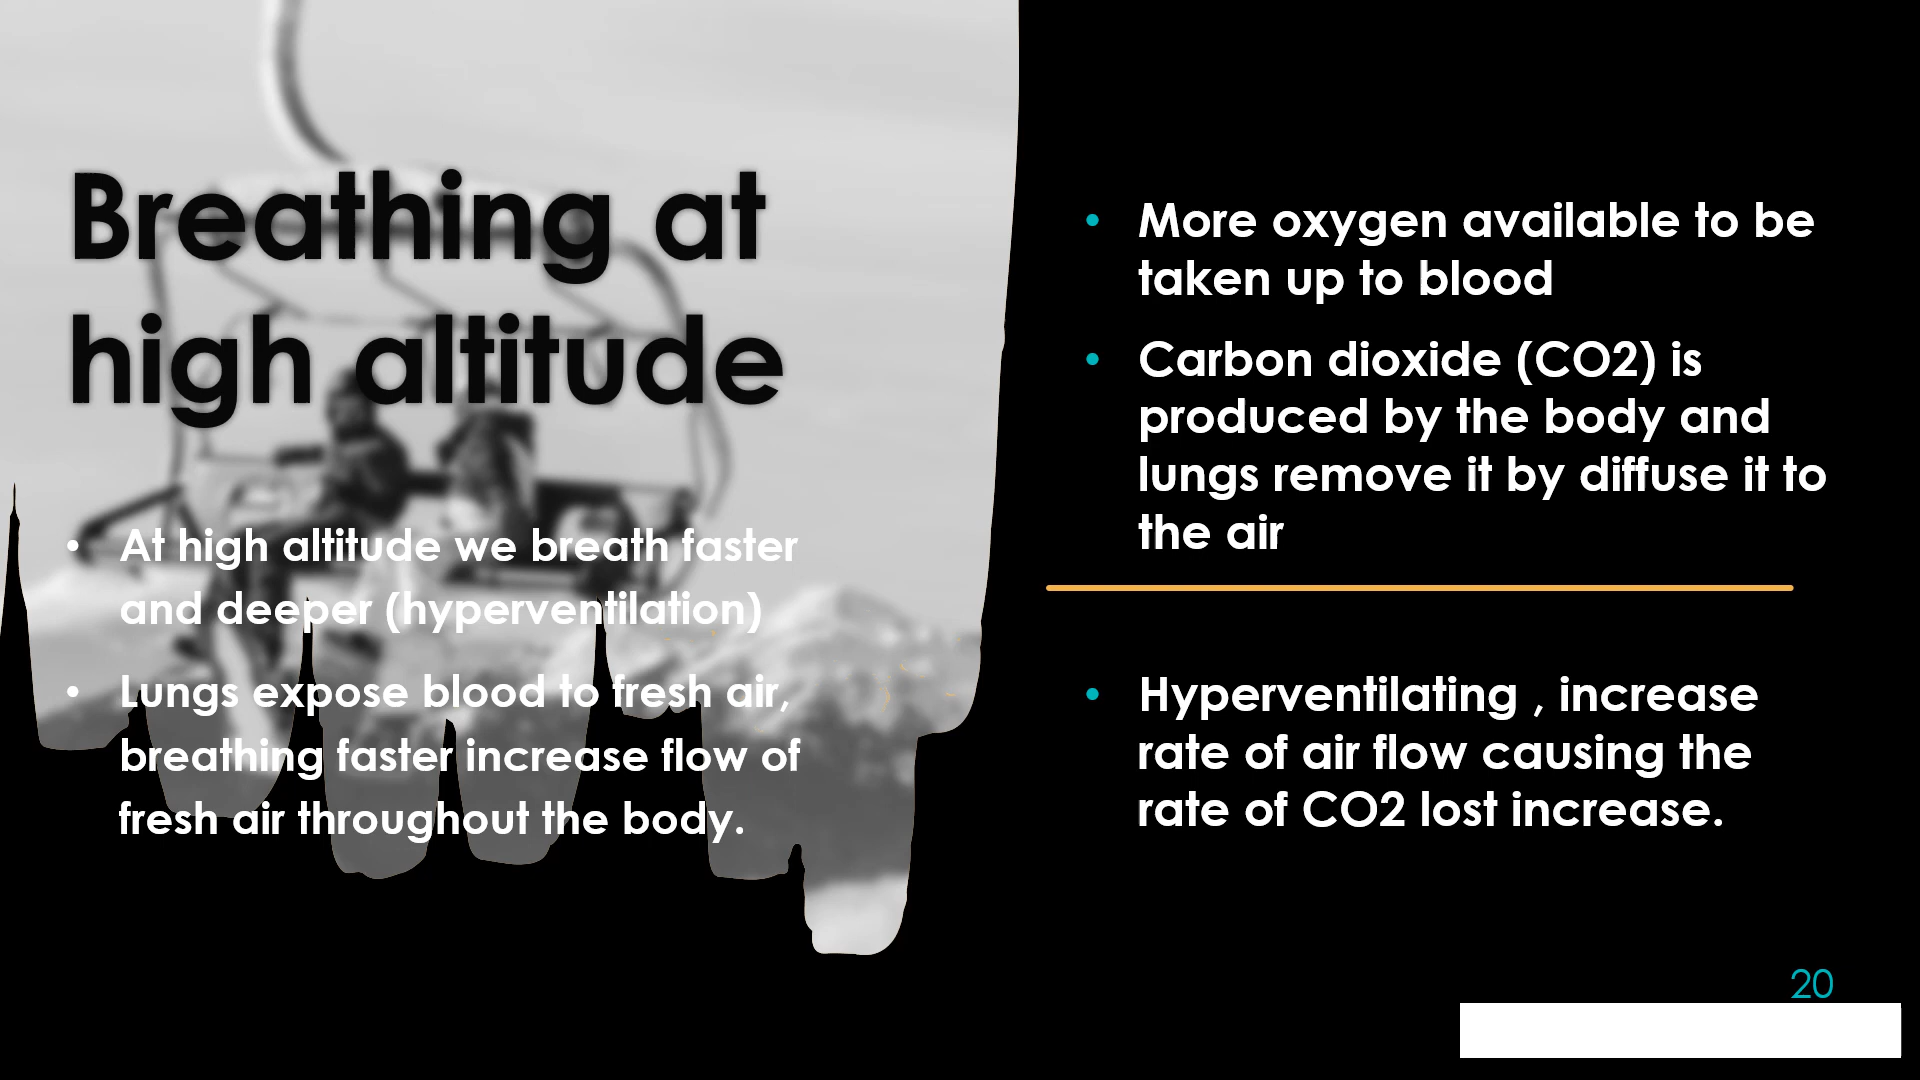 Breathing at
high altitude
• At high altitude we breath faster
and deeper (hyperventilation)
• Lungs expose blood to fresh air,
breathing faster increase flow of
fresh air throughout the body.
• More oxygen available to be
taken up to blood
• Carbon dioxide (CO2) is
produced by the body and
lungs remove it by diffuse it to
the air
• Hyperventilating , increase
rate of air flow causing the
rate of CO2 lost increase.
20